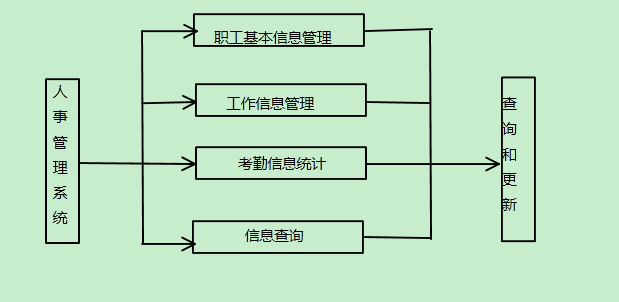 人事管理系统
职工基本信息管理
工作信息管理
考勤信息统计
信息查询
查询和更新